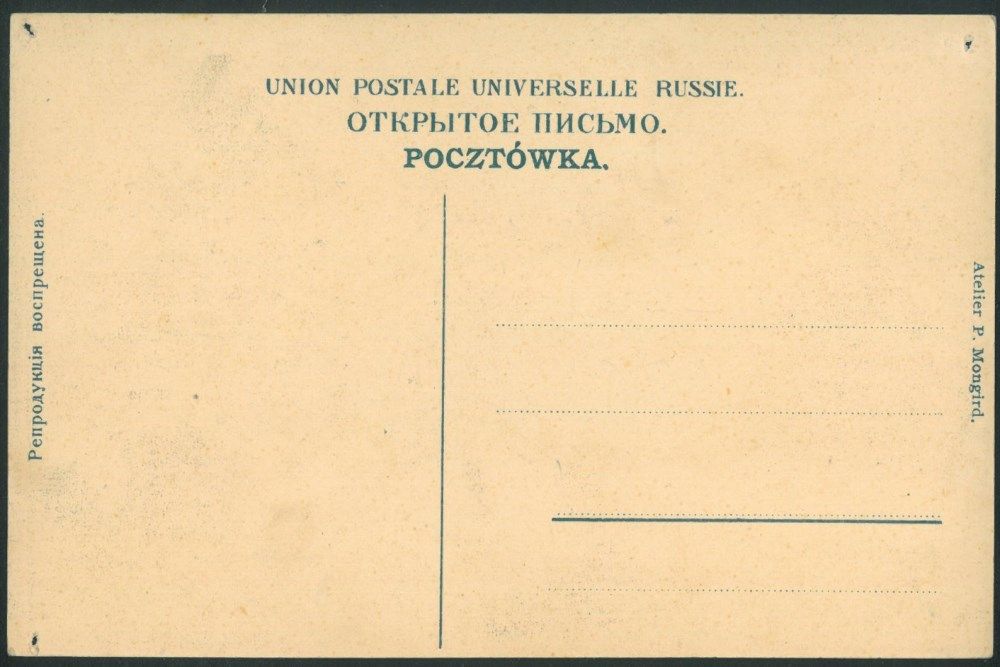 UNION POSTALE UNIVERSELLE RUSSIE.
ОТКРЫТОЕ ПИСЬМО.
POCZTÓWKA.
Репродукція воспрещена.
Atelier P. Mongird.